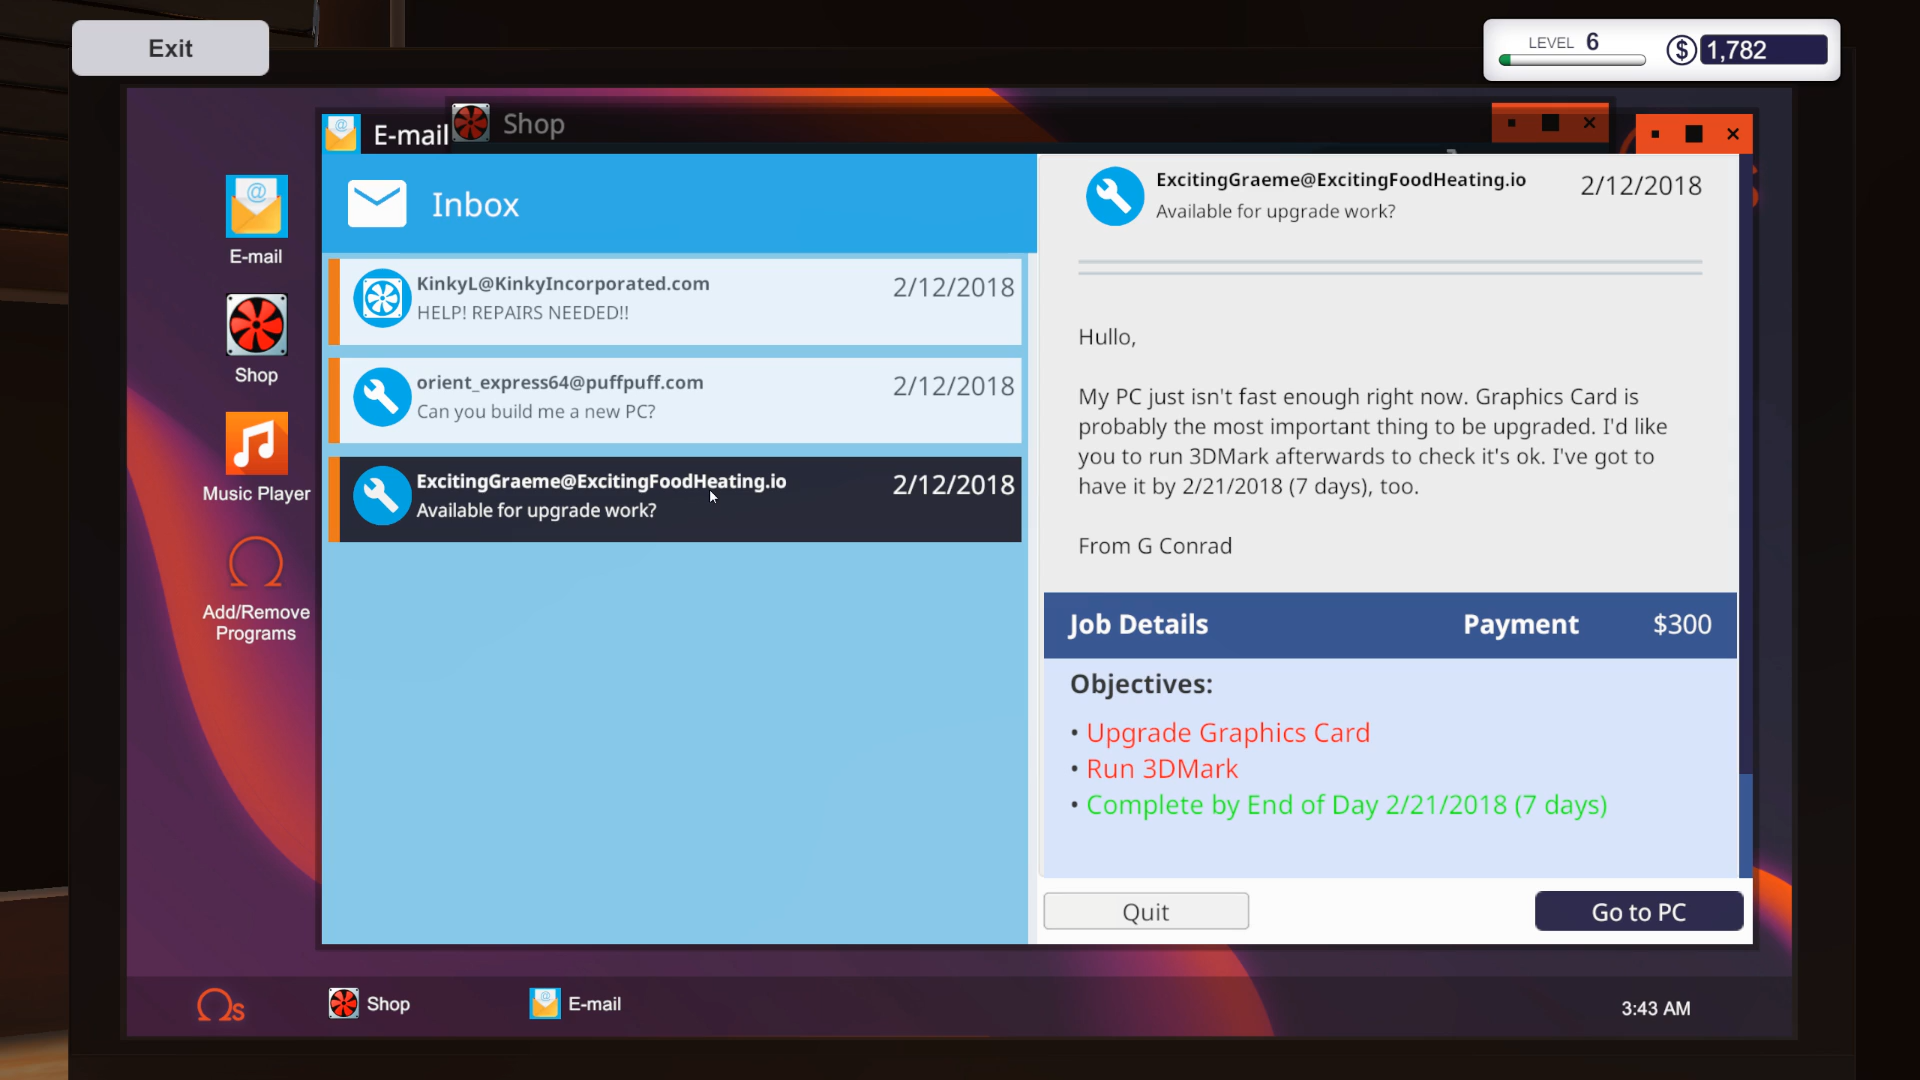 Exit
LEVEL 6
$ 1,782
E-mail
Shop
Inbox
KinkyL@KinkyIncorporated.com
2/12/2018
HELP! REPAIRS NEEDED!!
orient_express64@puffpuff.com
2/12/2018
Can you build me a new PC?
ExcitingGraeme@ExcitingFoodHeating.io
2/12/2018
Available for upgrade work?
ExcitingGraeme@ExcitingFoodHeating.io
2/12/2018
Available for upgrade work?
Hullo,
My PC just isn't fast enough right now. Graphics Card is
probably the most important thing to be upgraded. I'd like
you to run 3DMark afterwards to check it's ok. I've got to
have it by 2/21/2018 (7 days), too.
From G Conrad
Job Details
Payment
$300
Objectives:
• Upgrade Graphics Card
• Run 3DMark
• Complete by End of Day 2/21/2018 (7 days)
Quit
Go to PC
E-mail
Shop
Music Player
Add/Remove
Programs
Ωs
Shop
E-mail
3:43 AM